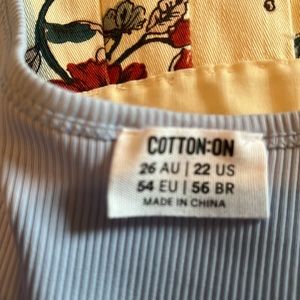 COTTON:ON
26 AU | 22 US
54 EU | 56 BR
MADE IN CHINA